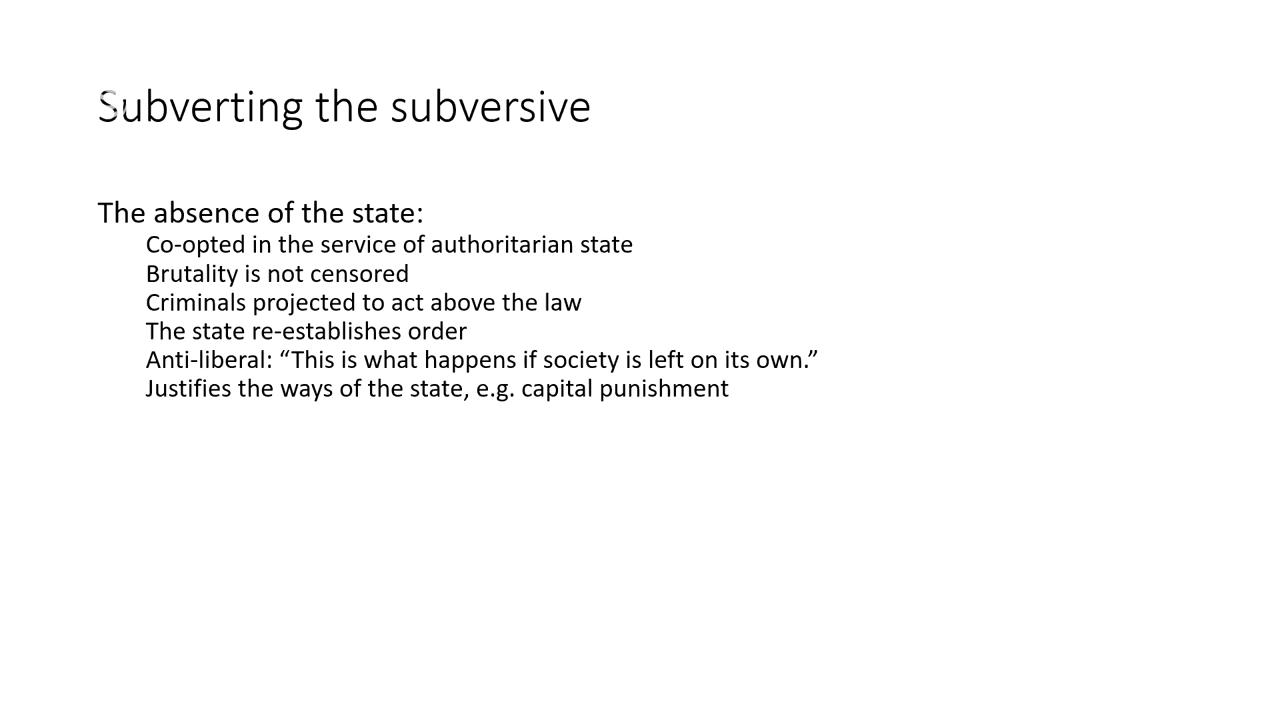 Subverting the subversive
The absence of the state:
Co-opted in the service of authoritarian state
Brutality is not censored
Criminals projected to act above the law
The state re-establishes order
Anti-liberal: “This is what happens if society is left on its own.”
Justifies the ways of the state, e.g. capital punishment